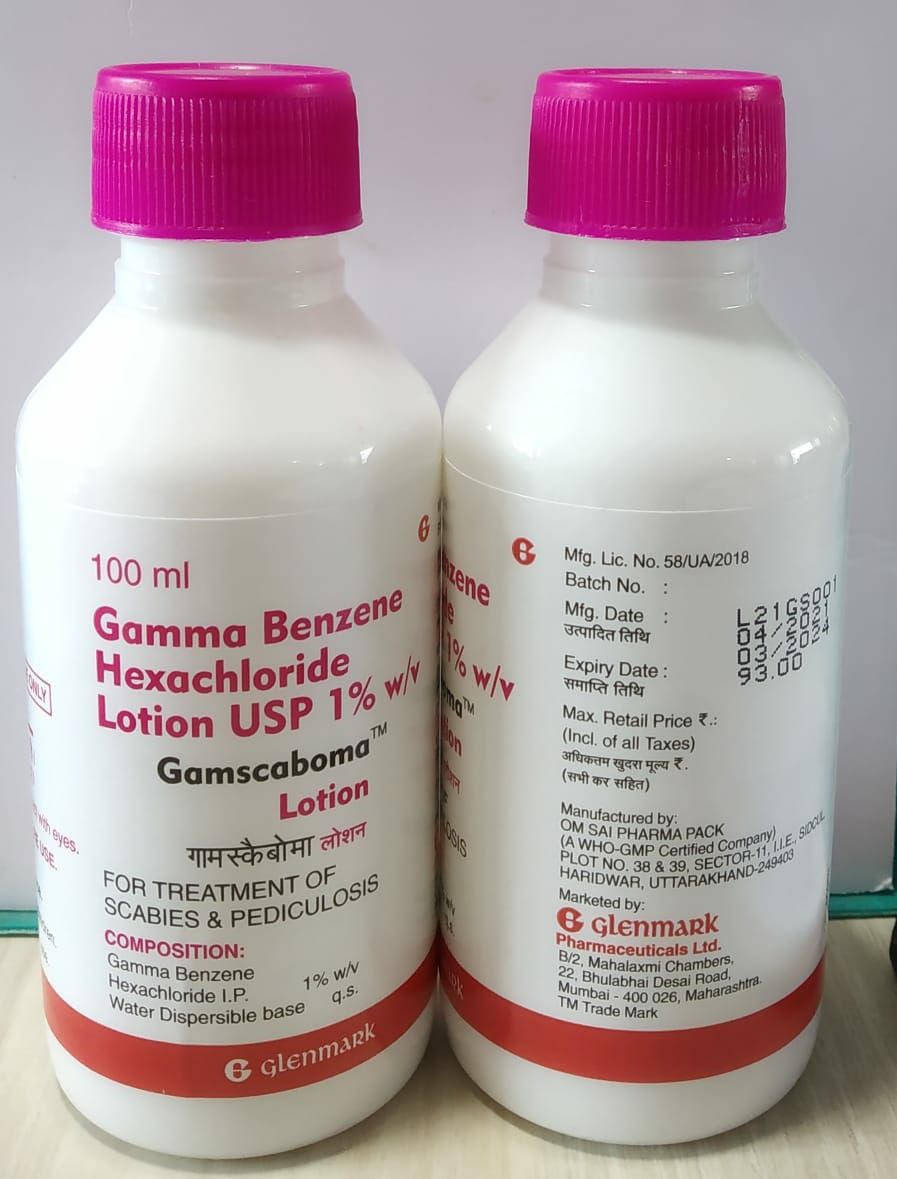 100 ml
Gamma Benzene
Hexachloride
Lotion USP 1% w/v
Gamscaboma™
Lotion
गामस्कैबोमा लोशन
FOR TREATMENT OF
SCABIES & PEDICULOSIS
COMPOSITION:
Gamma Benzene
Hexachloride I.P. 1% w/v
Water Dispersible base q.s.
GLENMARK
ONLY
with eyes.
USE.
Mfg. Lic. No. 58/UA/2018
Batch No. : L21GS001
Mfg. Date : 04/2021
उत्पादित तिथि
Expiry Date : 03/2024
समाप्ति तिथि
Max. Retail Price ₹.: 93.00
(Incl. of all Taxes)
अधिकतम खुदरा मूल्य ₹.
(सभी कर सहित)
Manufactured by:
OM SAI PHARMA PACK
(A WHO-GMP Certified Company)
PLOT NO. 38 & 39, SECTOR-11, I.I.E., SIDCUL
HARIDWAR, UTTARAKHAND-249403
Marketed by:
GLENMARK
Pharmaceuticals Ltd.
B/2, Mahalaxmi Chambers,
22, Bhulabhai Desai Road,
Mumbai - 400 026, Maharashtra.
TM Trade Mark
1% w/v